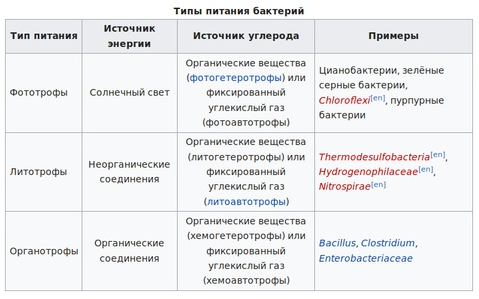 Типы питания бактерий
Тип питания
Источник
энергии
Источник углерода
Примеры
Фототрофы
Солнечный свет
Органические вещества
(фотогетеротрофы) или
фиксированный
углекислый газ
(фотоавтотрофы)
Цианобактерии, зелёные
серные бактерии,
Chloroflexi[en], пурпурные
бактерии
Литотрофы
Неорганические
соединения
Органические вещества
(литогетеротрофы) или
фиксированный
углекислый газ
(литоавтотрофы)
Thermodesulfobacteria[en],
Hydrogenophilaceae[en],
Nitrospirae[en]
Органотрофы
Органические
соединения
Органические вещества
(хемогетеротрофы) или
фиксированный
углекислый газ
(хемоавтотрофы)
Bacillus, Clostridium,
Enterobacteriaceae